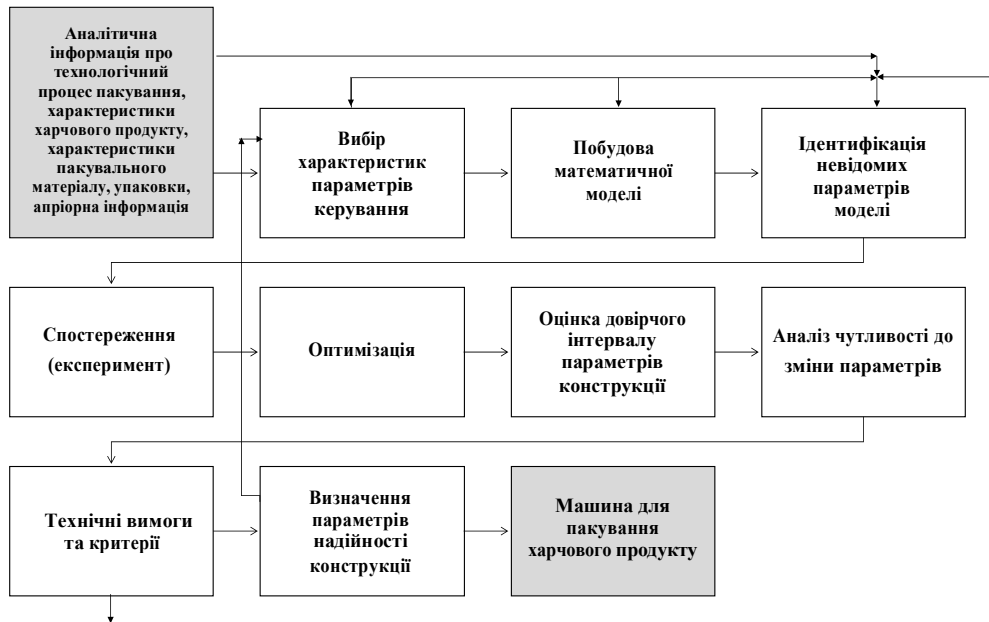 Аналітична
інформація про
технологічний
процес пакування,
характеристики
харчового продукту,
характеристики
пакувального
матеріалу, упаковки,
апріорна інформація
Вибір
характеристик
параметрів
керування
Побудова
математичної
моделі
Ідентифікація
невідомих
параметрів
моделі
Спостереження
(експеримент)
Оптимізація
Оцінка довірчого
інтервалу
параметрів
конструкції
Аналіз чутливості до
зміни параметрів
Технічні вимоги
та критерії
Визначення
параметрів
надійності
конструкції
Машина для
пакування
харчового продукту